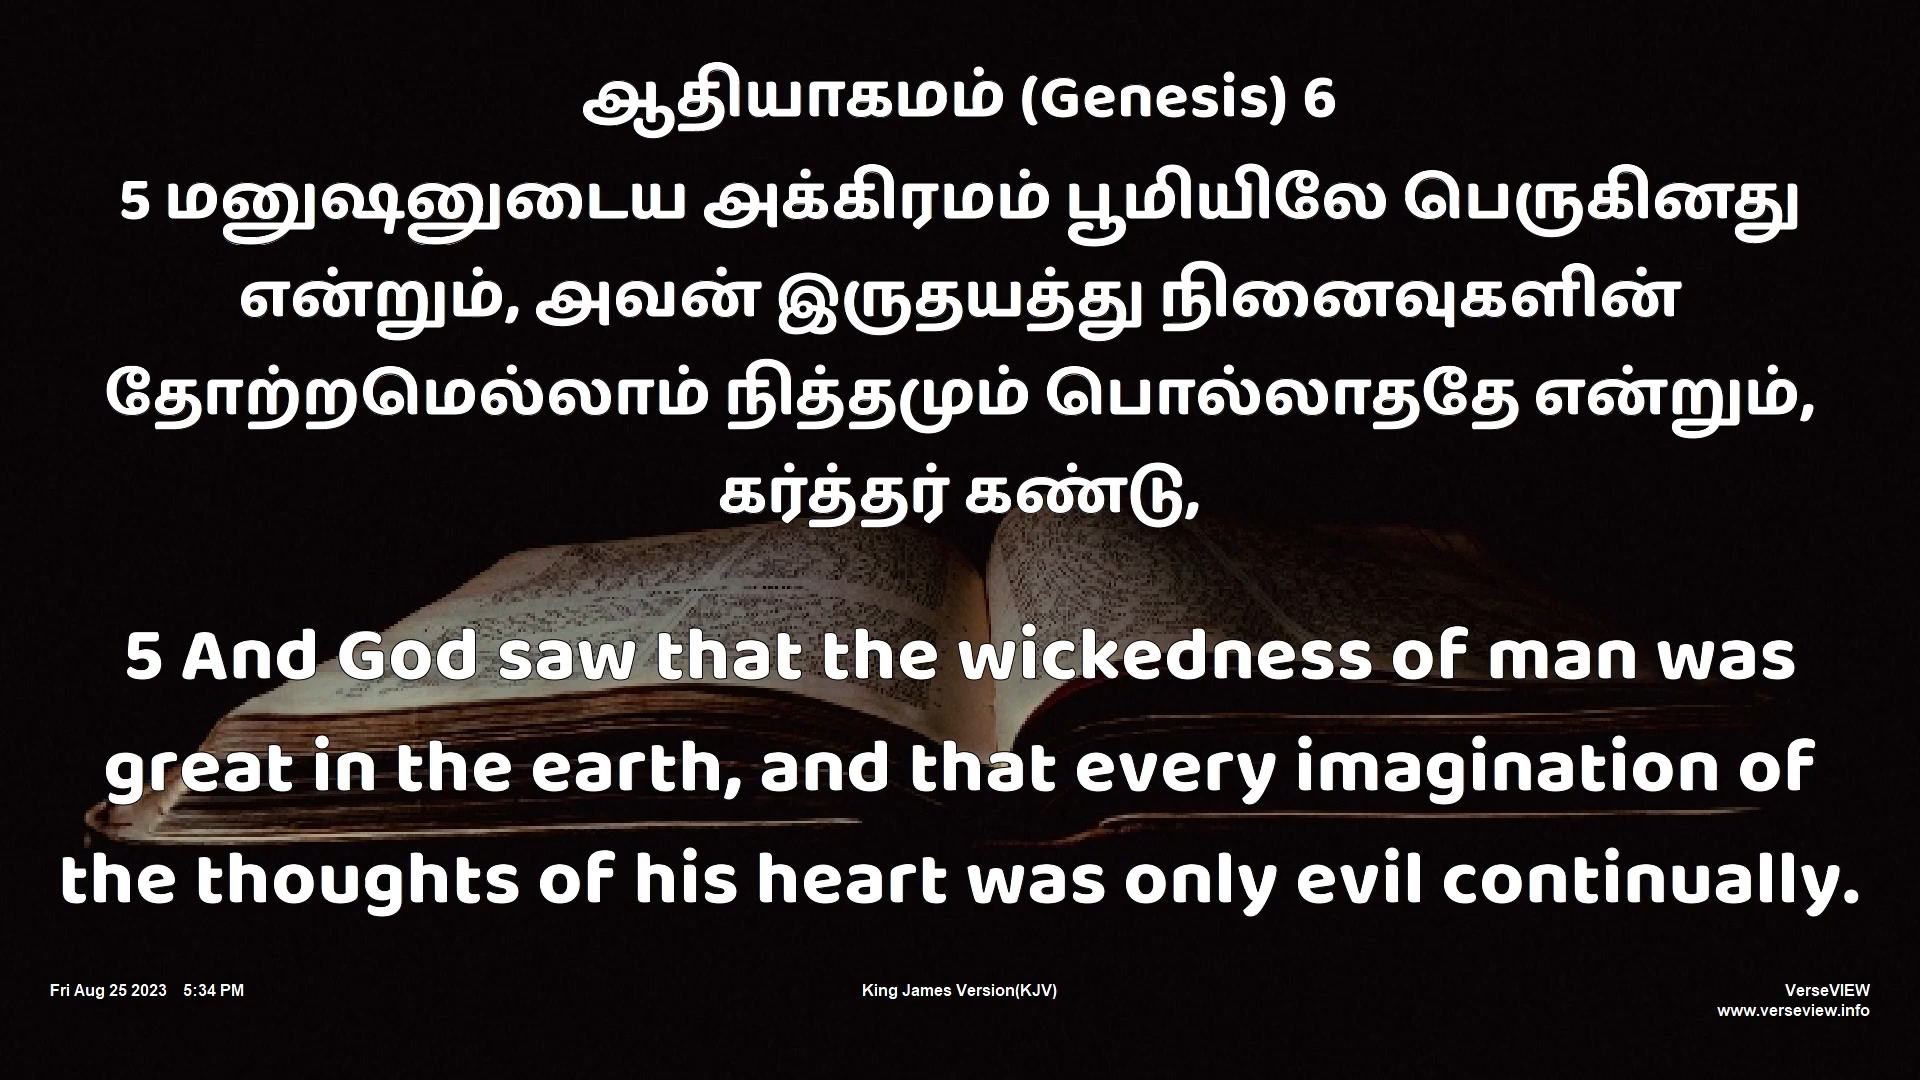 ஆதியாகமம் (Genesis) 6
5 மனுஷனுடைய அக்கிரமம் பூமியிலே பெருகினது
என்றும், அவன் இருதயத்து நினைவுகளின்
தோற்றமெல்லாம் நித்தமும் பொல்லாததே என்றும்,
கர்த்தர் கண்டு,
5 And God saw that the wickedness of man was
great in the earth, and that every imagination of
the thoughts of his heart was only evil continually.
Fri Aug 25 2023 5:34 PM
King James Version(KJV)
VerseVIEW
www.verseview.info